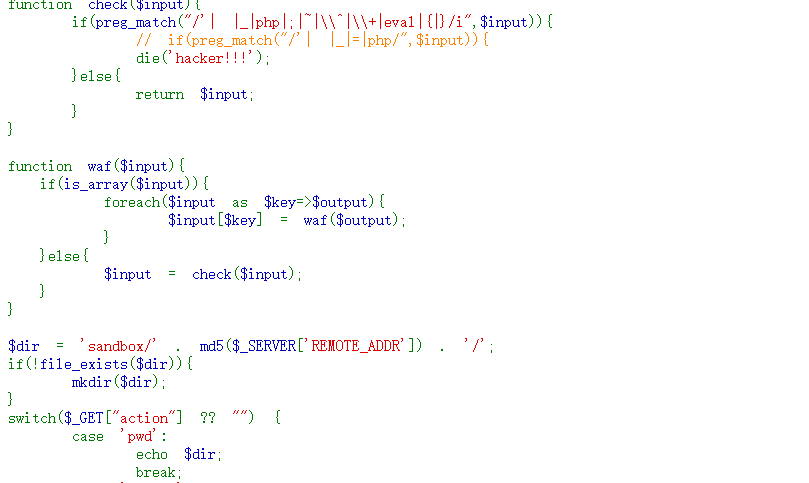 function check($input){
if(preg_match("/'| |_|php|;|~|\\^|\\+|eval|{|}/i",$input)){
// if(preg_match("/'| |_|=|php/",$input)){
die('hacker!!!');
}else{
return $input;
}
}
function waf($input){
if(is_array($input)){
foreach($input as $key=>$output){
$input[$key] = waf($output);
}
}else{
$input = check($input);
}
}
$dir = 'sandbox/' . md5($_SERVER['REMOTE_ADDR']) . '/';
if(!file_exists($dir)){
mkdir($dir);
}
switch($_GET["action"] ?? "") {
case 'pwd':
echo $dir;
break;